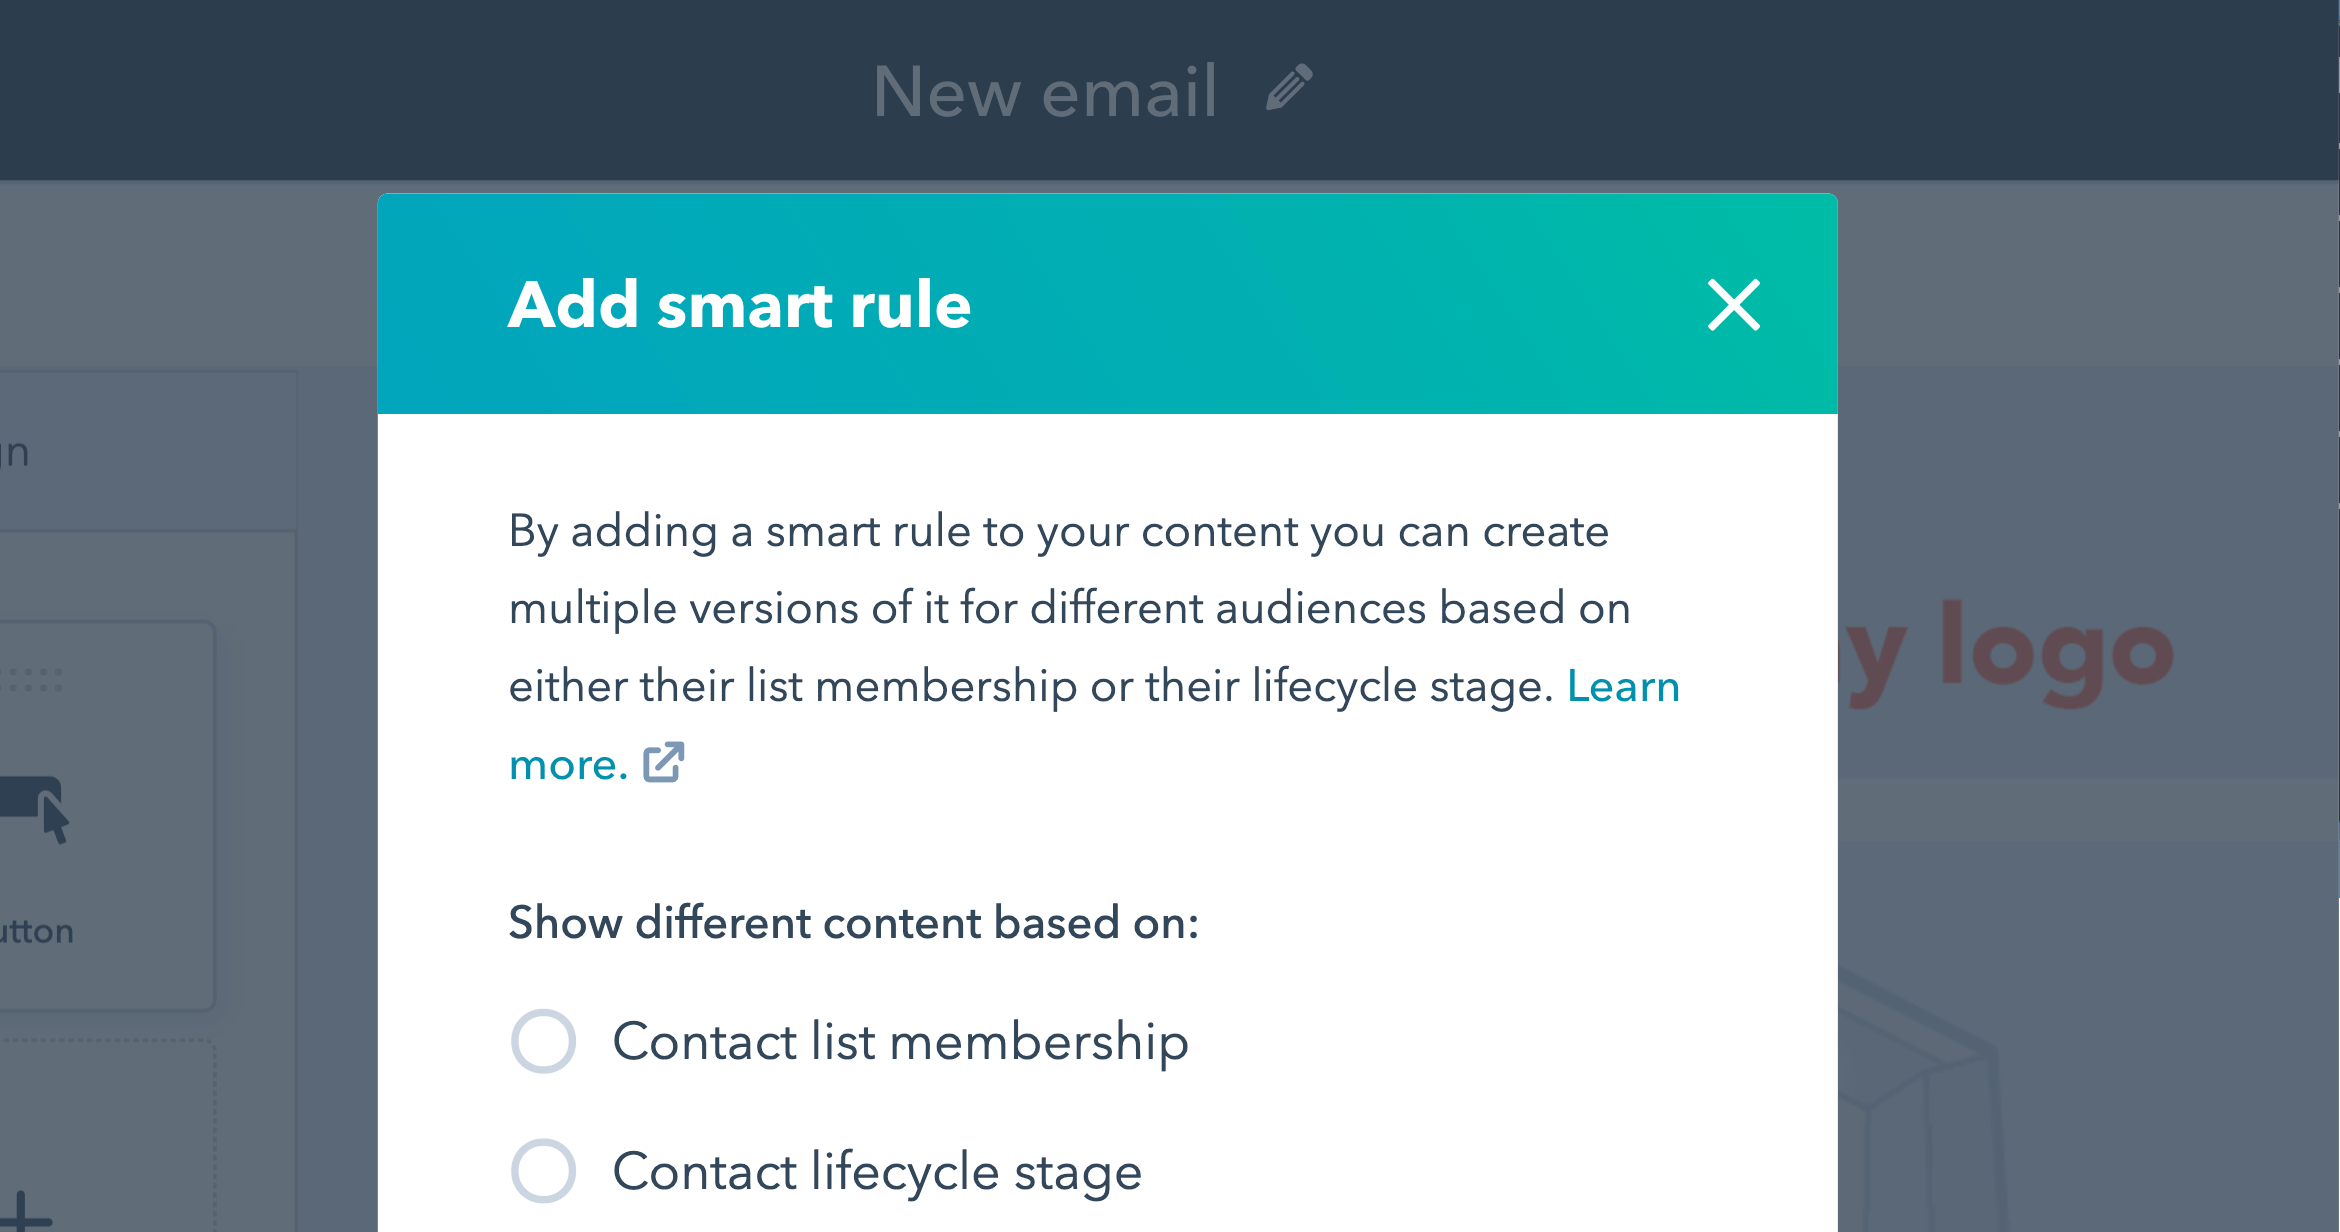 New email
Add smart rule
By adding a smart rule to your content you can create
multiple versions of it for different audiences based on
either their list membership or their lifecycle stage. Learn
more.
logo
Show different content based on:
Contact list membership
Contact lifecycle stage